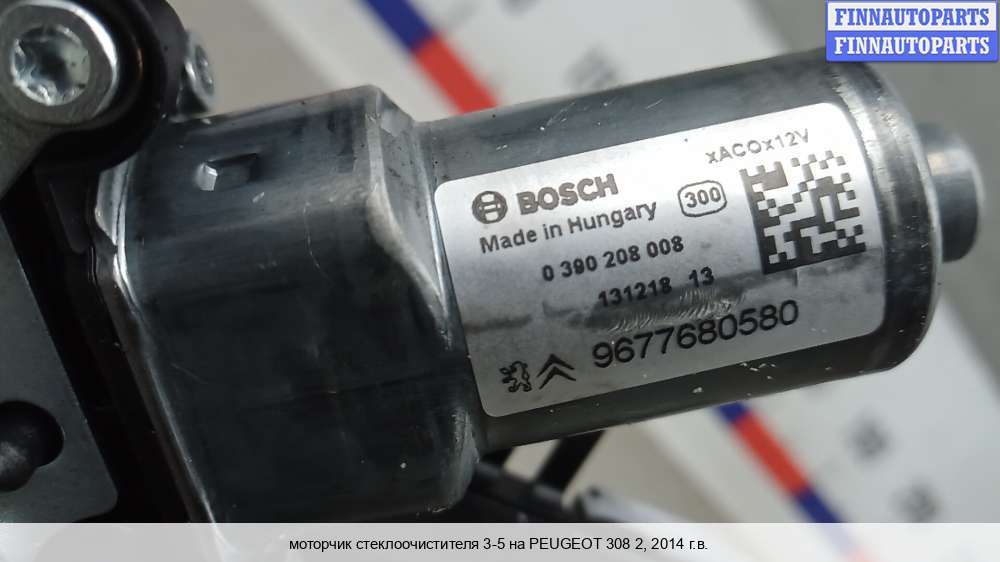 FINNAUTOPARTS
FINNAUTOPARTS
xACOx12V
BOSCH
Made in Hungary 300
0 390 208 008
131218 13
9677680580
моторчик стеклоочистителя 3-5 на PEUGEOT 308 2, 2014 г.в.